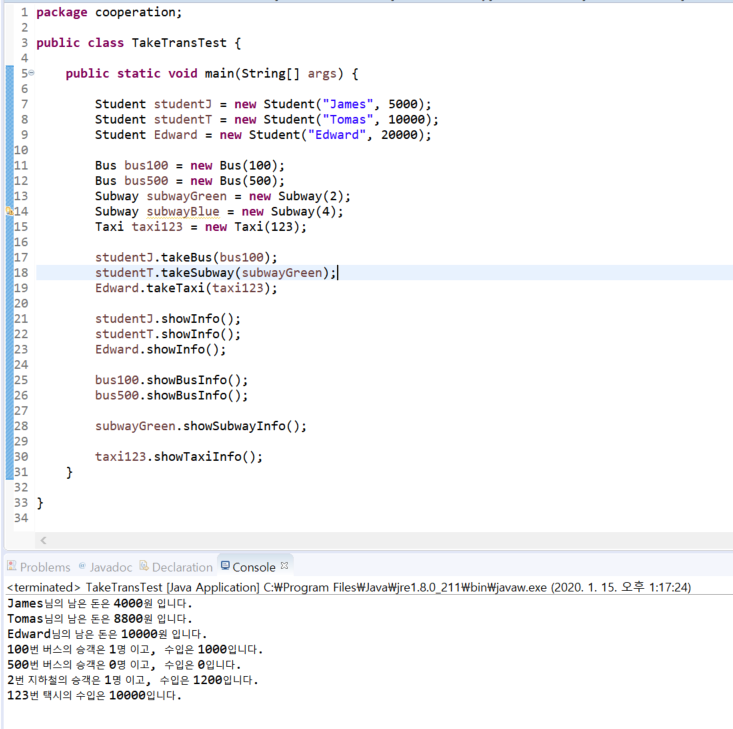 1 package cooperation;
2
3 public class TakeTransTest {
4
5 public static void main(String[] args) {
6
7 Student studentJ = new Student("James", 5000);
8 Student studentT = new Student("Tomas", 10000);
9 Student Edward = new Student("Edward", 20000);
10
11 Bus bus100 = new Bus(100);
12 Bus bus500 = new Bus(500);
13 Subway subwayGreen = new Subway(2);
14 Subway subwayBlue = new Subway(4);
15 Taxi taxi123 = new Taxi(123);
16
17 studentJ.takeBus(bus100);
18 studentT.takeSubway(subwayGreen);
19 Edward.takeTaxi(taxi123);
20
21 studentJ.showInfo();
22 studentT.showInfo();
23 Edward.showInfo();
24
25 bus100.showBusInfo();
26 bus500.showBusInfo();
27
28 subwayGreen.showSubwayInfo();
29
30 taxi123.showTaxiInfo();
31 }
32
33 }
34
Problems Javadoc Declaration Console
<terminated> TakeTransTest [Java Application] C:₩Program Files₩Java₩jre1.8.0_211₩bin₩javaw.exe (2020. 1. 15. 오후 1:17:24)
James님의 남은 돈은 4000원 입니다.
Tomas님의 남은 돈은 8800원 입니다.
Edward님의 남은 돈은 10000원 입니다.
100번 버스의 승객은 1명 이고, 수입은 1000입니다.
500번 버스의 승객은 0명 이고, 수입은 0입니다.
2번 지하철의 승객은 1명 이고, 수입은 1200입니다.
123번 택시의 수입은 10000입니다.